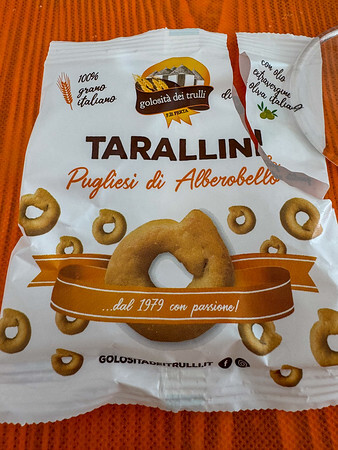 100%
grano
italiano
golosità dei trulli
di
con olio
extravergine
oliva italiano
TARALLINI
Pugliesi di Alberobello
...dal 1979 con passione!
GOLOSITADEITRULLI.IT